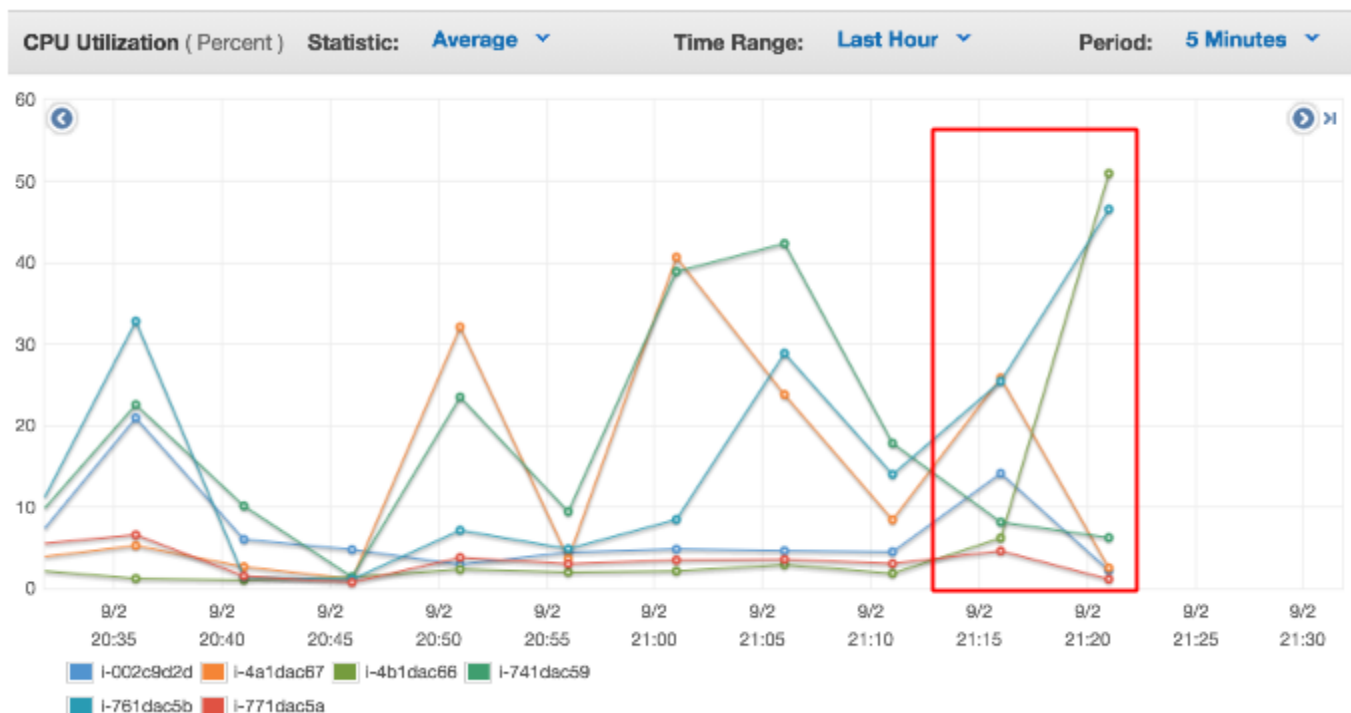 CPU Utilization ( Percent ) Statistic: Average Time Range: Last Hour Period: 5 Minutes
60
50
40
30
20
10
0
9/2 9/2 9/2 9/2 9/2 9/2 9/2 9/2 9/2 9/2 9/2 9/2
20:35 20:40 20:45 20:50 20:55 21:00 21:05 21:10 21:15 21:20 21:25 21:30
i-002c9d2d i-4a1dac67 i-4b1dac66 i-741dac59
i-761dac5b i-771dac5a